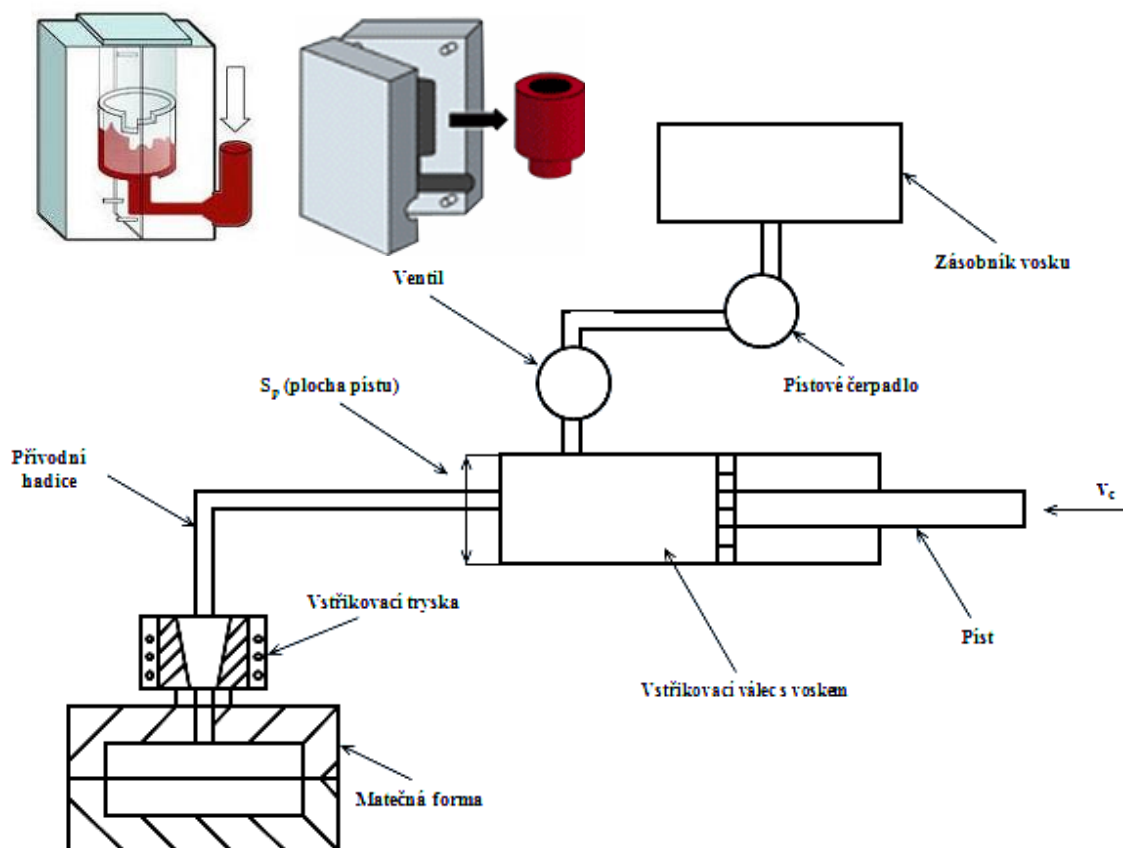 Zásobník vosku
Ventil
Pístové čerpadlo
Sp (plocha pístu)
Přívodní
hadice
vc
Vstřikovací tryska
Píst
Vstřikovací válec s voskem
Matečná forma